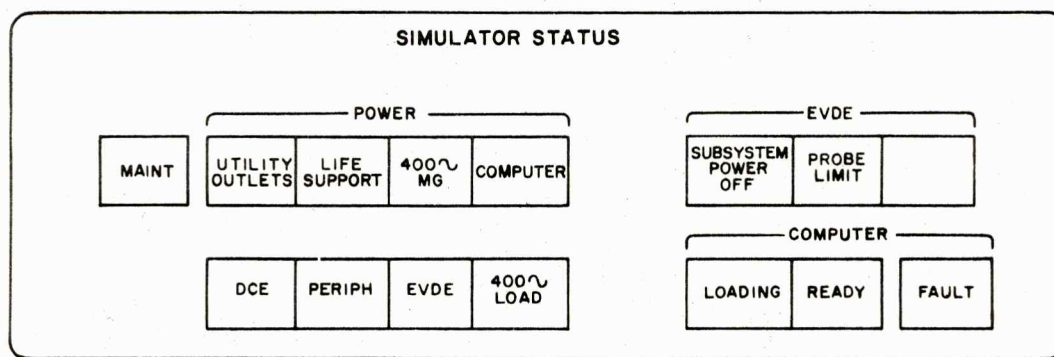 SIMULATOR STATUS
POWER
EVDE
MAINT
UTILITY
OUTLETS
LIFE
SUPPORT
400∿
MG
COMPUTER
SUBSYSTEM
POWER
OFF
PROBE
LIMIT
COMPUTER
DCE
PERIPH
EVDE
400∿
LOAD
LOADING
READY
FAULT